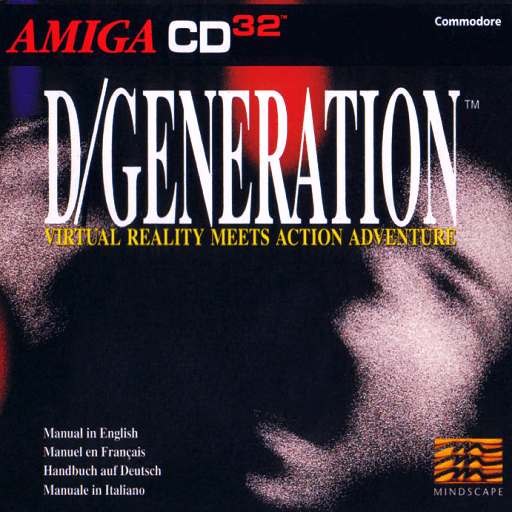 AMIGA CD32™
Commodore
D/GENERATION™
VIRTUAL REALITY MEETS ACTION ADVENTURE
Manual in English
Manuel en Français
Handbuch auf Deutsch
Manuale in Italiano
MINDSCAPE